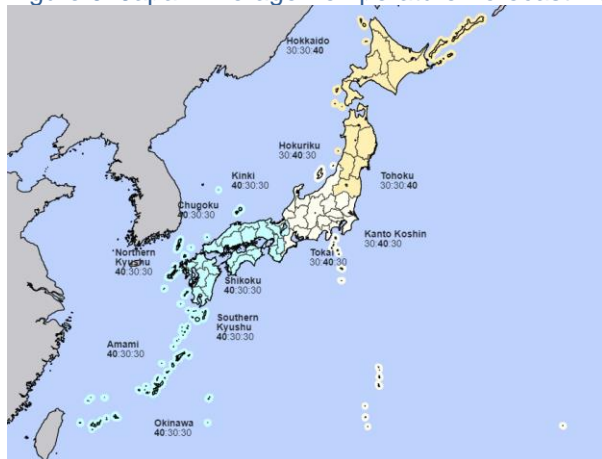 Hokkaido
30:30:40
Hokuriku
30:40:30
Kinki
40:30:30
Tohoku
30:30:40
Chugoku
40:30:30
Kanto Koshin
30:40:30
Tokai
30:40:30
Northern
Kyushu
40:30:30
Shikoku
40:30:30
Southern
Kyushu
40:30:30
Amami
40:30:30
Okinawa
40:30:30